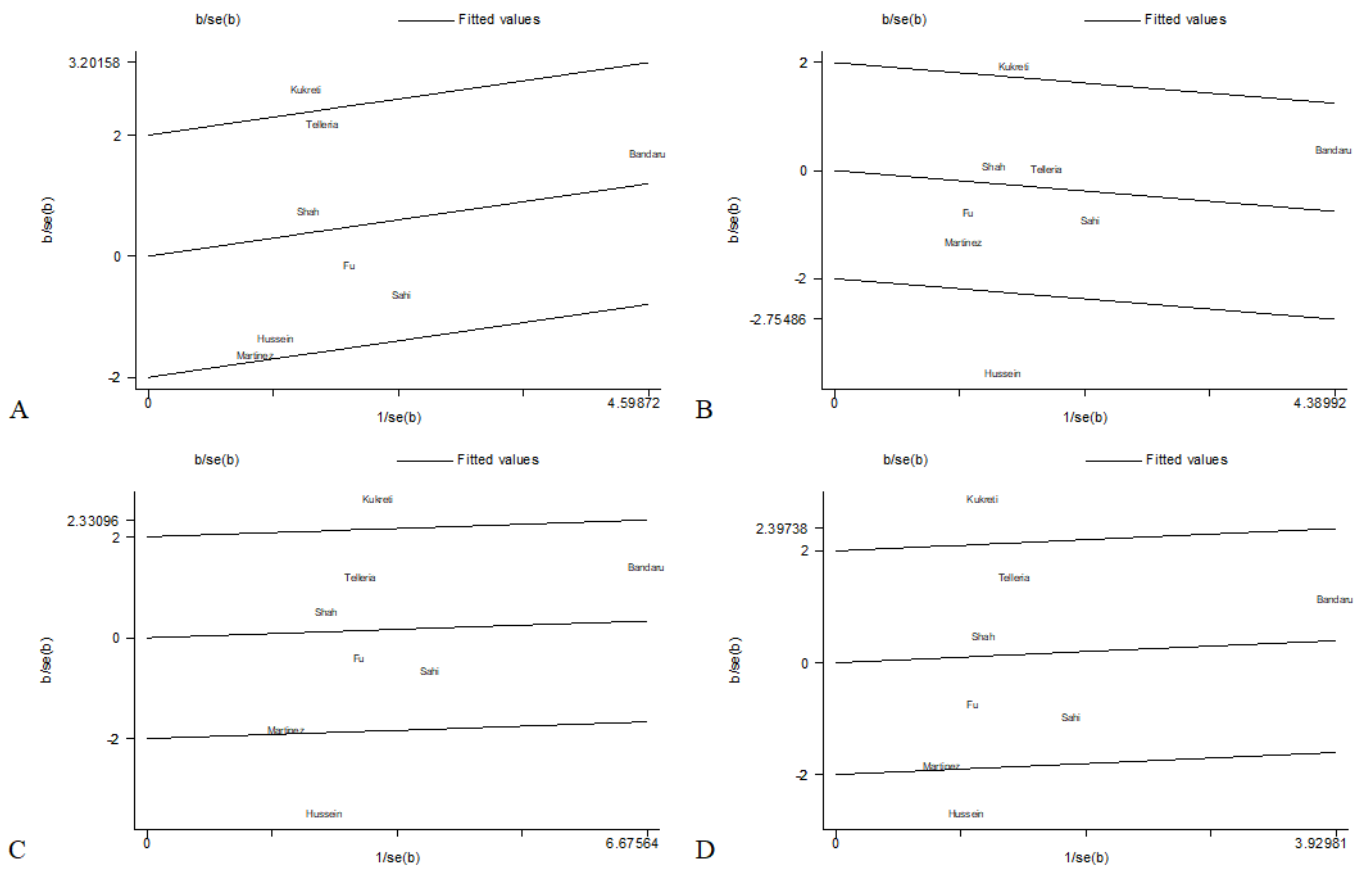 b/se(b) Fitted values
3.20158
2
0
-2
b/se(b)
Kukreti
Telleria
Bandaru
Shah
Fu
Sahi
Hussein
Martinez
0 4.59872
1/se(b)
A
b/se(b) Fitted values
2
0
-2
-2.75486
b/se(b)
Kukreti
Bandaru
Shah Telleria
Fu
Sahi
Martinez
Hussein
0 4.38992
1/se(b)
B
b/se(b) Fitted values
2.33096
2
0
-2
b/se(b)
Kukreti
Bandaru
Telleria
Shah
Fu
Sahi
Martinez
Hussein
0 6.67564
1/se(b)
C
b/se(b) Fitted values
2.39738
2
0
-2
b/se(b)
Kukreti
Telleria
Bandaru
Shah
Fu
Sahi
Martinez
Hussein
0 3.92981
1/se(b)
D